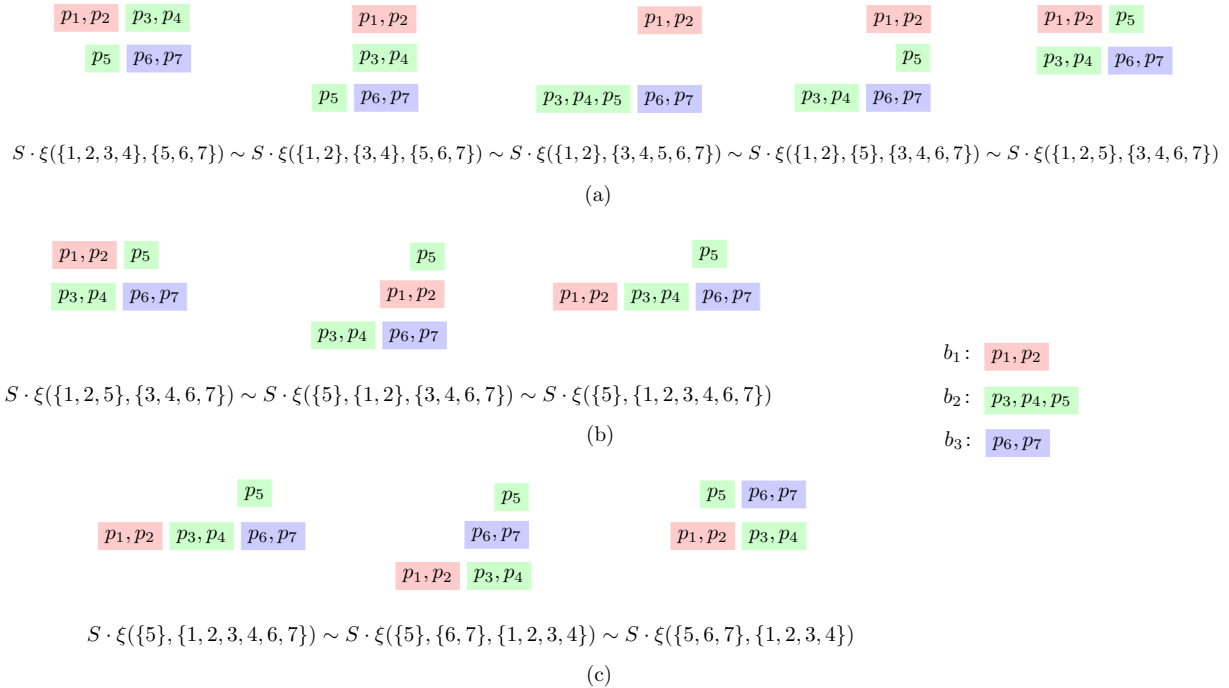 p₁, p₂ p₃, p₄ p₁, p₂ p₁, p₂ p₁, p₂ p₁, p₂ p₅
p₅ p₆, p₇ p₃, p₄ p₅ p₃, p₄ p₆, p₇
p₅ p₆, p₇ p₃, p₄, p₅ p₆, p₇ p₃, p₄ p₆, p₇
S · ξ({1, 2, 3, 4}, {5, 6, 7}) ∼ S · ξ({1, 2}, {3, 4}, {5, 6, 7}) ∼ S · ξ({1, 2}, {3, 4, 5, 6, 7}) ∼ S · ξ({1, 2}, {5}, {3, 4, 6, 7}) ∼ S · ξ({1, 2, 5}, {3, 4, 6, 7})
(a)
p₁, p₂ p₅ p₅ p₅
p₃, p₄ p₆, p₇ p₁, p₂ p₁, p₂ p₃, p₄ p₆, p₇
p₃, p₄ p₆, p₇
S · ξ({1, 2, 5}, {3, 4, 6, 7}) ∼ S · ξ({5}, {1, 2}, {3, 4, 6, 7}) ∼ S · ξ({5}, {1, 2, 3, 4, 6, 7})
(b)
b₁: p₁, p₂
b₂: p₃, p₄, p₅
b₃: p₆, p₇
p₅ p₅ p₅ p₆, p₇
p₁, p₂ p₃, p₄ p₆, p₇ p₆, p₇ p₁, p₂ p₃, p₄
p₁, p₂ p₃, p₄
S · ξ({5}, {1, 2, 3, 4, 6, 7}) ∼ S · ξ({5}, {6, 7}, {1, 2, 3, 4}) ∼ S · ξ({5, 6, 7}, {1, 2, 3, 4})
(c)